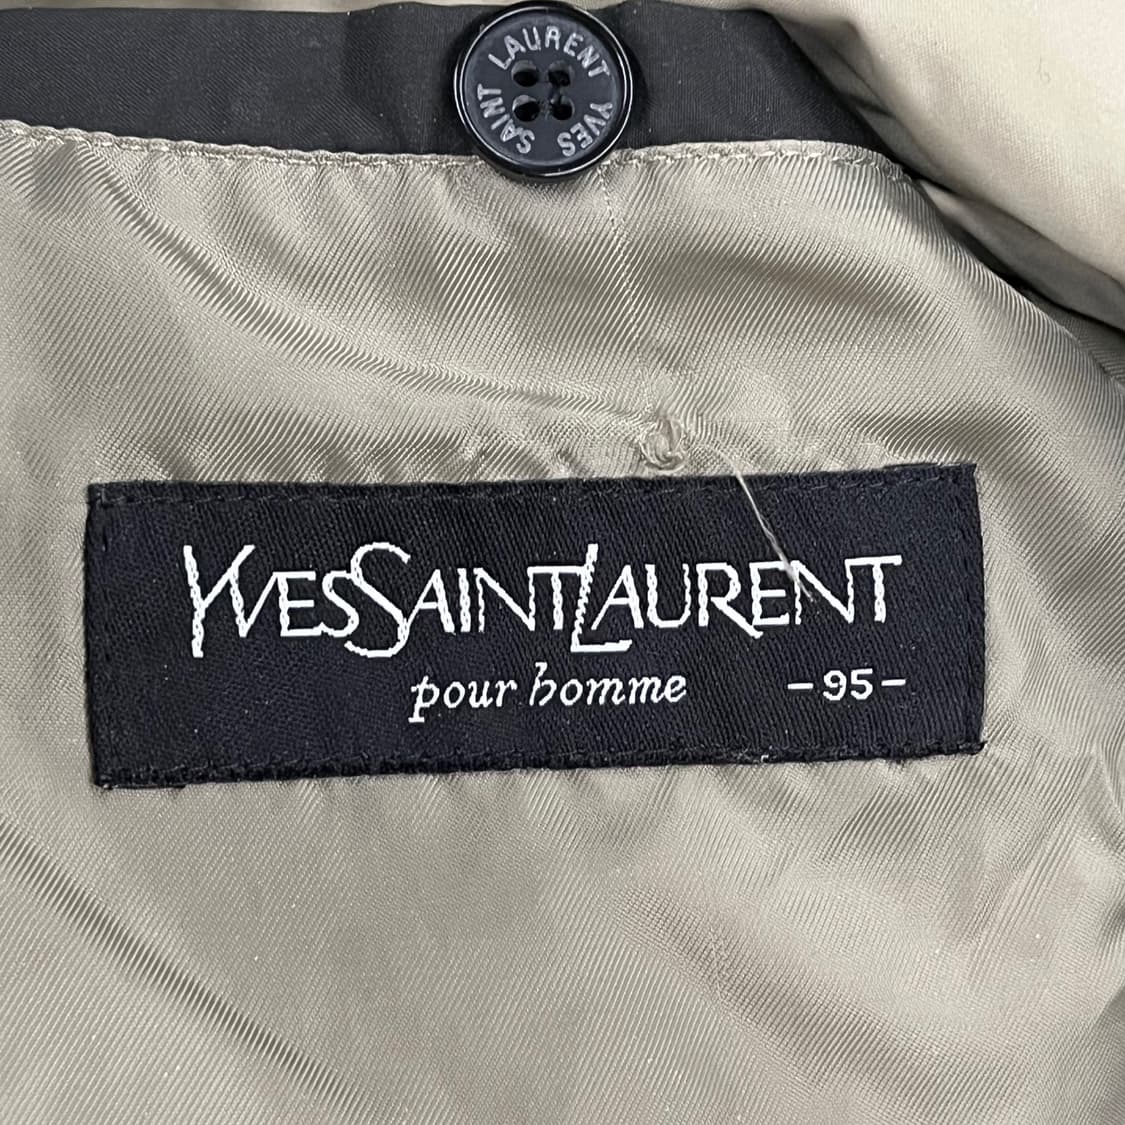 YVES SAINT LAURENT
YVESSAINTLAURENT
pour homme -95-